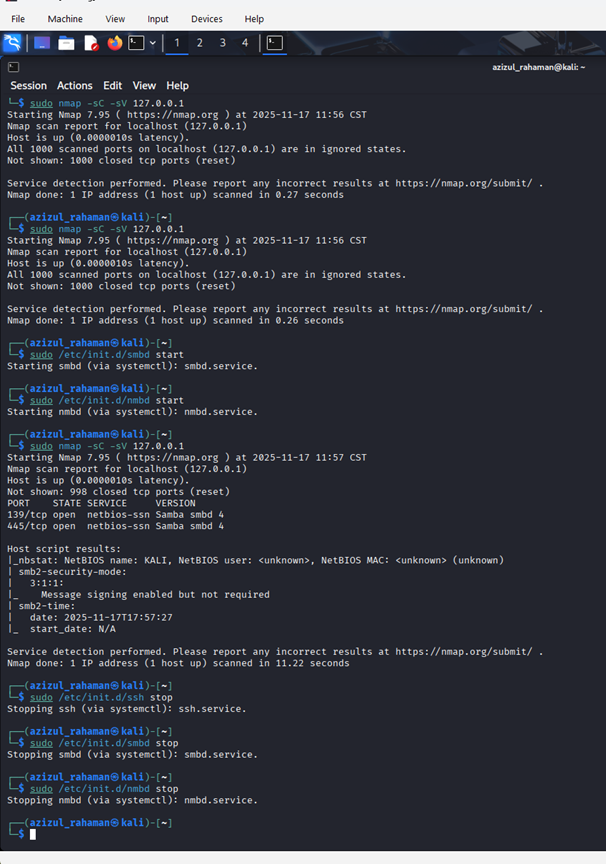 File Machine View Input Devices Help
1 2 3 4
azizul_rahaman@kali: ~
Session Actions Edit View Help
└─$ sudo nmap -sC -sV 127.0.0.1
Starting Nmap 7.95 ( https://nmap.org ) at 2025-11-17 11:56 CST
Nmap scan report for localhost (127.0.0.1)
Host is up (0.0000010s latency).
All 1000 scanned ports on localhost (127.0.0.1) are in ignored states.
Not shown: 1000 closed tcp ports (reset)
Service detection performed. Please report any incorrect results at https://nmap.org/submit/ .
Nmap done: 1 IP address (1 host up) scanned in 0.27 seconds
┌──(azizul_rahaman㉿kali)-[~]
└─$ sudo nmap -sC -sV 127.0.0.1
Starting Nmap 7.95 ( https://nmap.org ) at 2025-11-17 11:56 CST
Nmap scan report for localhost (127.0.0.1)
Host is up (0.0000010s latency).
All 1000 scanned ports on localhost (127.0.0.1) are in ignored states.
Not shown: 1000 closed tcp ports (reset)
Service detection performed. Please report any incorrect results at https://nmap.org/submit/ .
Nmap done: 1 IP address (1 host up) scanned in 0.26 seconds
┌──(azizul_rahaman㉿kali)-[~]
└─$ sudo /etc/init.d/smbd start
Starting smbd (via systemctl): smbd.service.
┌──(azizul_rahaman㉿kali)-[~]
└─$ sudo /etc/init.d/nmbd start
Starting nmbd (via systemctl): nmbd.service.
┌──(azizul_rahaman㉿kali)-[~]
└─$ sudo nmap -sC -sV 127.0.0.1
Starting Nmap 7.95 ( https://nmap.org ) at 2025-11-17 11:57 CST
Nmap scan report for localhost (127.0.0.1)
Host is up (0.0000010s latency).
Not shown: 998 closed tcp ports (reset)
PORT    STATE SERVICE     VERSION
139/tcp open  netbios-ssn Samba smbd 4
445/tcp open  netbios-ssn Samba smbd 4
Host script results:
|_nbstat: NetBIOS name: KALI, NetBIOS user: <unknown>, NetBIOS MAC: <unknown> (unknown)
| smb2-security-mode:
|   3:1:1:
|_    Message signing enabled but not required
| smb2-time:
|   date: 2025-11-17T17:57:27
|_  start_date: N/A
Service detection performed. Please report any incorrect results at https://nmap.org/submit/ .
Nmap done: 1 IP address (1 host up) scanned in 11.22 seconds
┌──(azizul_rahaman㉿kali)-[~]
└─$ sudo /etc/init.d/ssh stop
Stopping ssh (via systemctl): ssh.service.
┌──(azizul_rahaman㉿kali)-[~]
└─$ sudo /etc/init.d/smbd stop
Stopping smbd (via systemctl): smbd.service.
┌──(azizul_rahaman㉿kali)-[~]
└─$ sudo /etc/init.d/nmbd stop
Stopping nmbd (via systemctl): nmbd.service.
┌──(azizul_rahaman㉿kali)-[~]
└─$